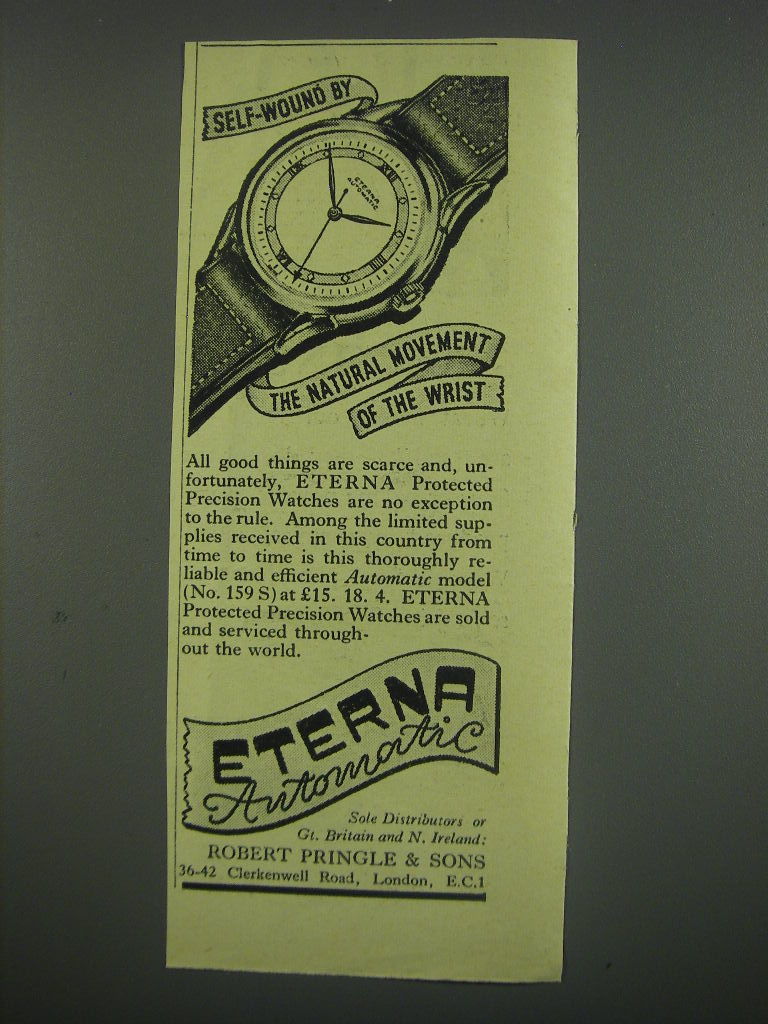 SELF-WOUND BY
ETERNA
AUTOMATIC
THE NATURAL MOVEMENT
OF THE WRIST
All good things are scarce and, un-
fortunately, ETERNA Protected
Precision Watches are no exception
to the rule. Among the limited sup-
plies received in this country from
time to time is this thoroughly re-
liable and efficient Automatic model
(No. 159 S) at £15. 18. 4. ETERNA
Protected Precision Watches are sold
and serviced through-
out the world.
ETERNA
Automatic
Sole Distributors or
Gt. Britain and N. Ireland:
ROBERT PRINGLE & SONS
36-42 Clerkenwell Road, London, E.C.1